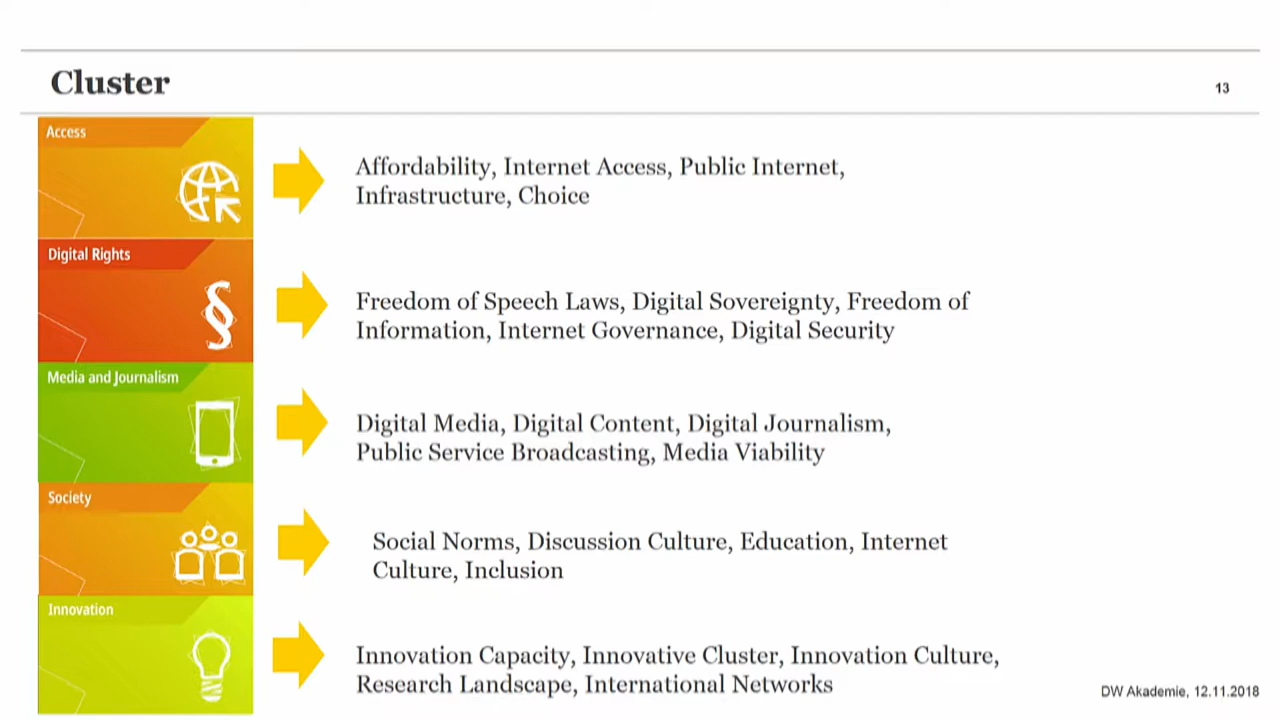 Cluster
13
Access
Affordability, Internet Access, Public Internet,
Infrastructure, Choice
Digital Rights
Freedom of Speech Laws, Digital Sovereignty, Freedom of
Information, Internet Governance, Digital Security
Media and Journalism
Digital Media, Digital Content, Digital Journalism,
Public Service Broadcasting, Media Viability
Society
Social Norms, Discussion Culture, Education, Internet
Culture, Inclusion
Innovation
Innovation Capacity, Innovative Cluster, Innovation Culture,
Research Landscape, International Networks
DW Akademie, 12.11.2018